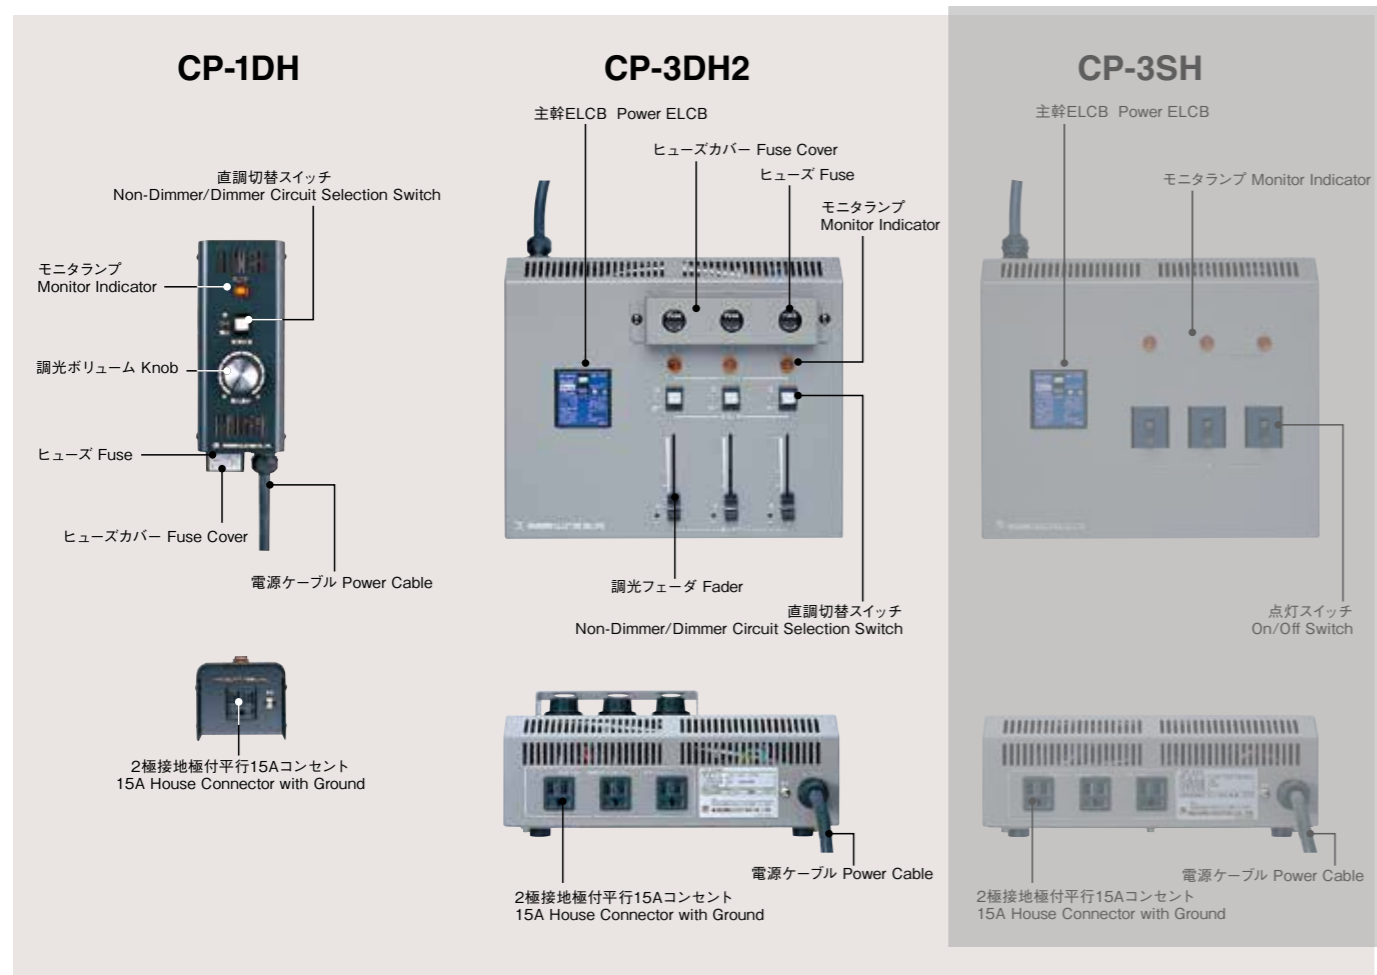 CP-1DH
直調切替スイッチ
Non-Dimmer/Dimmer Circuit Selection Switch
モニタランプ
Monitor Indicator
調光ボリューム Knob
ヒューズ Fuse
ヒューズカバー Fuse Cover
電源ケーブル Power Cable
2極接地極付平行15Aコンセント
15A House Connector with Ground
CP-3DH2
主幹ELCB Power ELCB
ヒューズカバー Fuse Cover
ヒューズ Fuse
モニタランプ
Monitor Indicator
調光フェーダ Fader
直調切替スイッチ
Non-Dimmer/Dimmer Circuit Selection Switch
電源ケーブル Power Cable
2極接地極付平行15Aコンセント
15A House Connector with Ground
CP-3SH
主幹ELCB Power ELCB
モニタランプ Monitor Indicator
点灯スイッチ
On/Off Switch
電源ケーブル Power Cable
2極接地極付平行15Aコンセント
15A House Connector with Ground